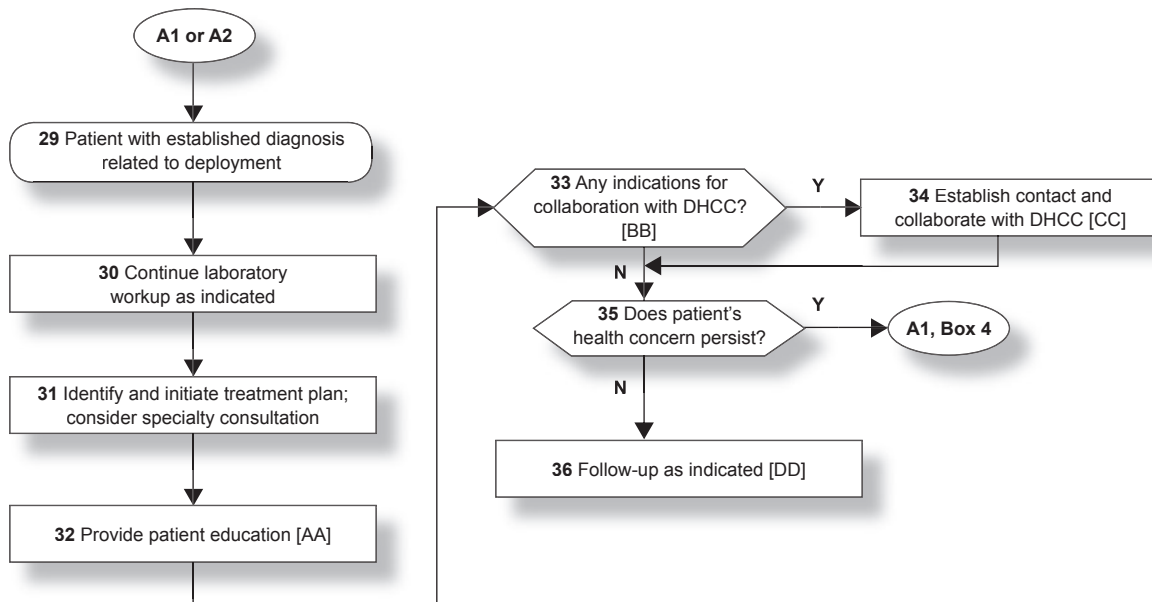 A1 or A2
29 Patient with established diagnosis
related to deployment
30 Continue laboratory
workup as indicated
31 Identify and initiate treatment plan;
consider specialty consultation
32 Provide patient education [AA]
33 Any indications for
collaboration with DHCC?
[BB]
Y
34 Establish contact and
collaborate with DHCC [CC]
N
35 Does patient’s
health concern persist?
Y
A1, Box 4
N
36 Follow-up as indicated [DD]